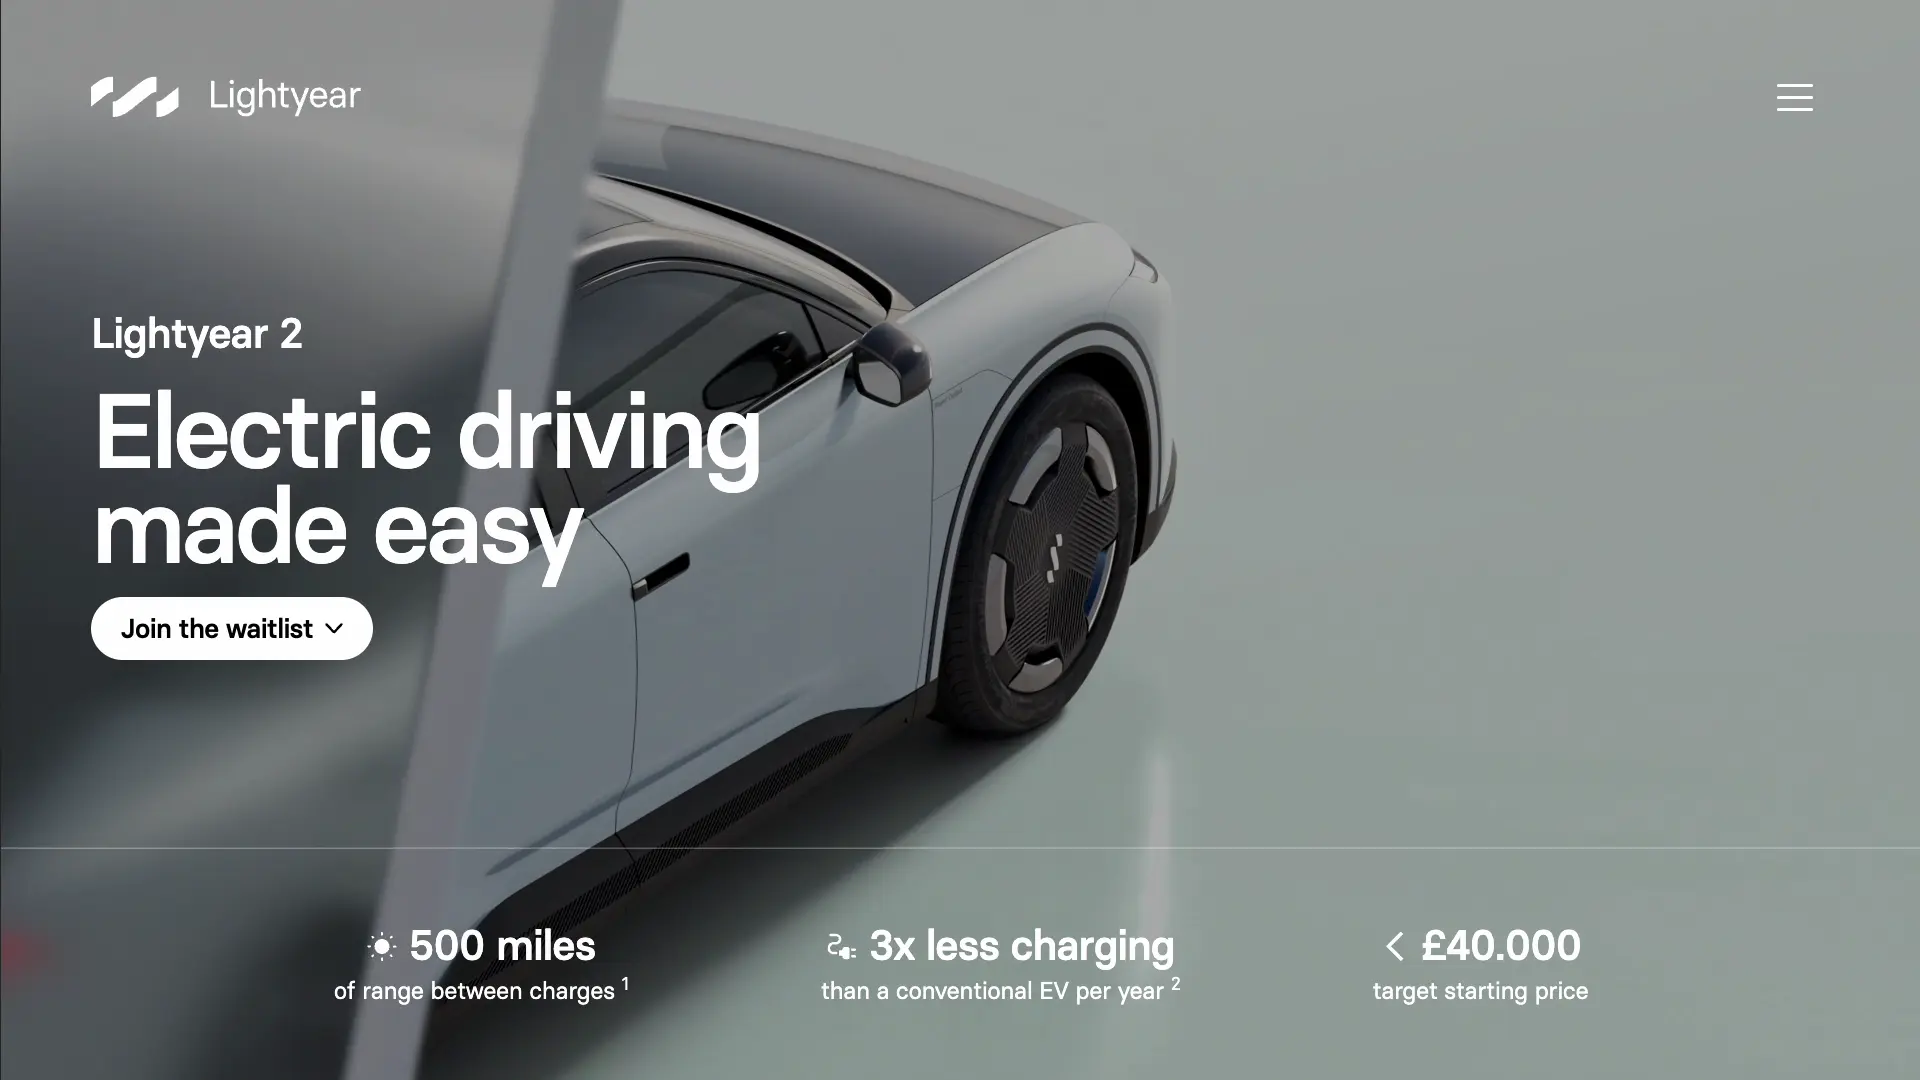 Lightyear
Lightyear 2
Electric driving
made easy
Join the waitlist
500 miles
of range between charges 1
3x less charging
than a conventional EV per year 2
< £40.000
target starting price